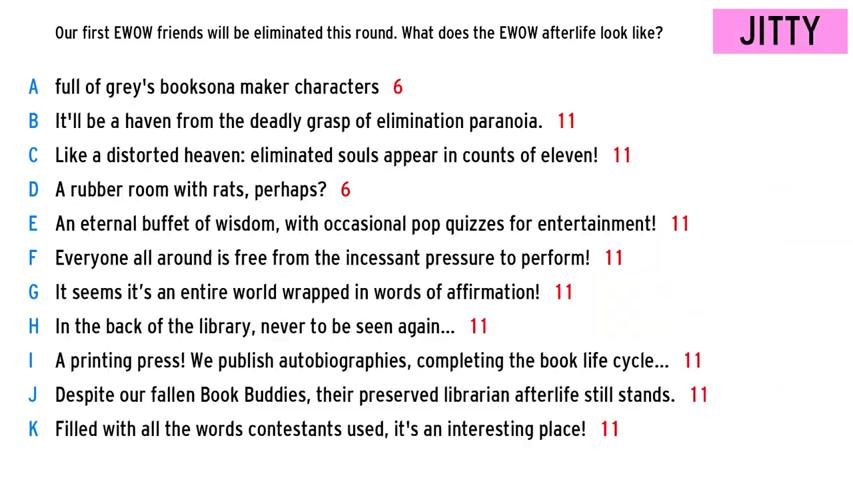 Our first EWOW friends will be eliminated this round. What does the EWOW afterlife look like?
JITTY
A full of grey's booksona maker characters 6
B It'll be a haven from the deadly grasp of elimination paranoia. 11
C Like a distorted heaven: eliminated souls appear in counts of eleven! 11
D A rubber room with rats, perhaps? 6
E An eternal buffet of wisdom, with occasional pop quizzes for entertainment! 11
F Everyone all around is free from the incessant pressure to perform! 11
G It seems it’s an entire world wrapped in words of affirmation! 11
H In the back of the library, never to be seen again... 11
I A printing press! We publish autobiographies, completing the book life cycle... 11
J Despite our fallen Book Buddies, their preserved librarian afterlife still stands. 11
K Filled with all the words contestants used, it's an interesting place! 11